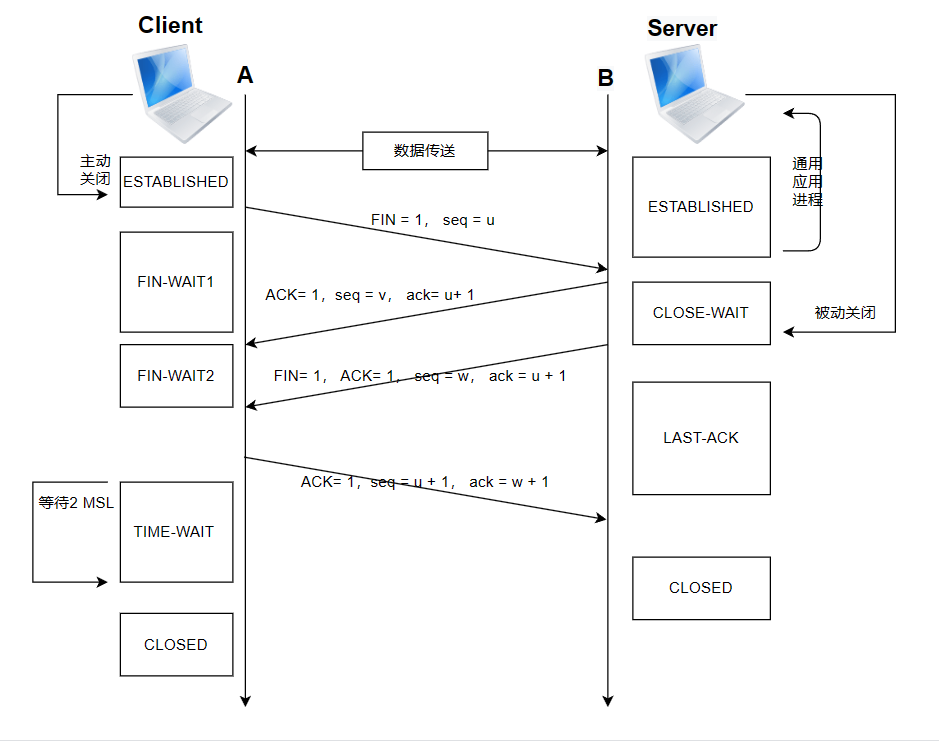 Client
Server
A
B
数据传送
主动
关闭
ESTABLISHED
通用
应用
进程
ESTABLISHED
FIN = 1， seq = u
FIN-WAIT1
ACK= 1，seq = v， ack= u+ 1
CLOSE-WAIT
被动关闭
FIN-WAIT2
FIN= 1， ACK= 1， seq = w， ack = u + 1
LAST-ACK
ACK= 1，seq = u + 1， ack = w + 1
等待2 MSL
TIME-WAIT
CLOSED
CLOSED